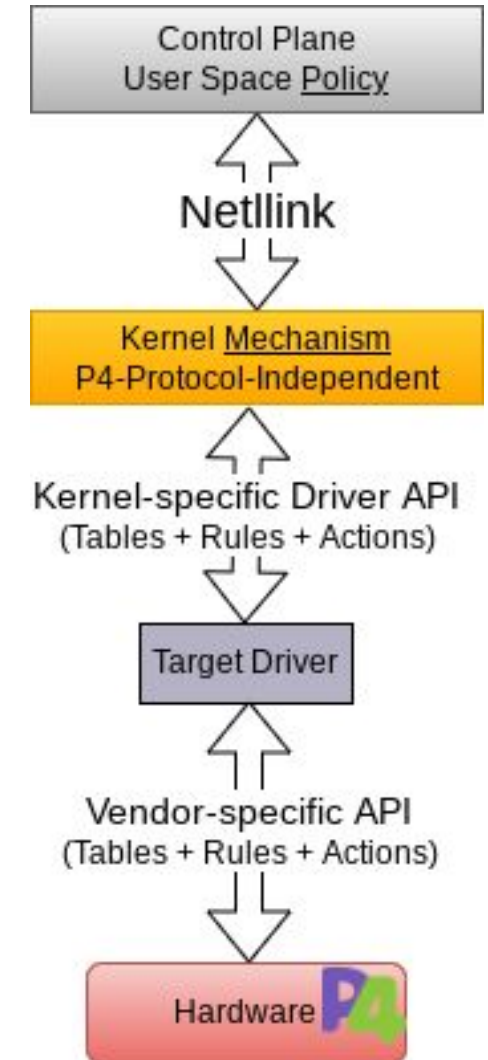 Control Plane
User Space Policy
Netllink
Kernel Mechanism
P4-Protocol-Independent
Kernel-specific Driver API
(Tables + Rules + Actions)
Target Driver
Vendor-specific API
(Tables + Rules + Actions)
Hardware P4